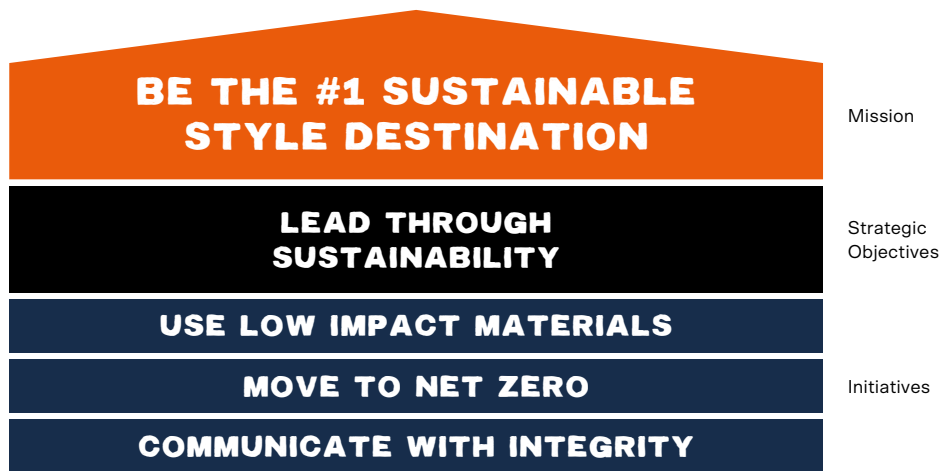 BE THE #1 SUSTAINABLE
STYLE DESTINATION
Mission
LEAD THROUGH
SUSTAINABILITY
Strategic
Objectives
USE LOW IMPACT MATERIALS
MOVE TO NET ZERO
Initiatives
COMMUNICATE WITH INTEGRITY